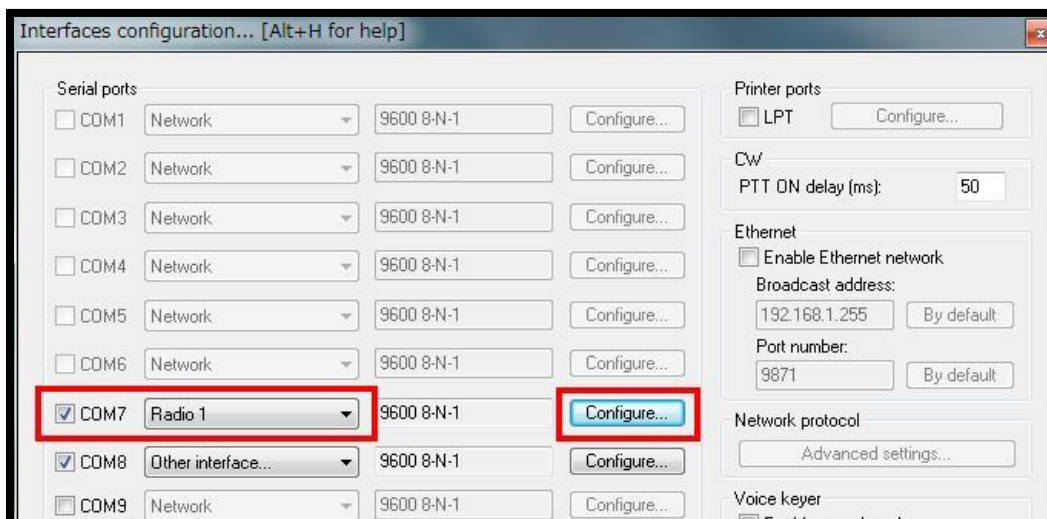 Interfaces configuration... [Alt+H for help]
Serial ports
COM1 Network 9600 8-N-1 Configure...
COM2 Network 9600 8-N-1 Configure...
COM3 Network 9600 8-N-1 Configure...
COM4 Network 9600 8-N-1 Configure...
COM5 Network 9600 8-N-1 Configure...
COM6 Network 9600 8-N-1 Configure...
COM7 Radio 1 9600 8-N-1 Configure...
COM8 Other interface... 9600 8-N-1 Configure...
COM9 Network 9600 8-N-1 Configure...
Printer ports
LPT Configure...
CW
PTT ON delay (ms): 50
Ethernet
Enable Ethernet network
Broadcast address:
192.168.1.255 By default
Port number:
9871 By default
Network protocol
Advanced settings...
Voice keyer